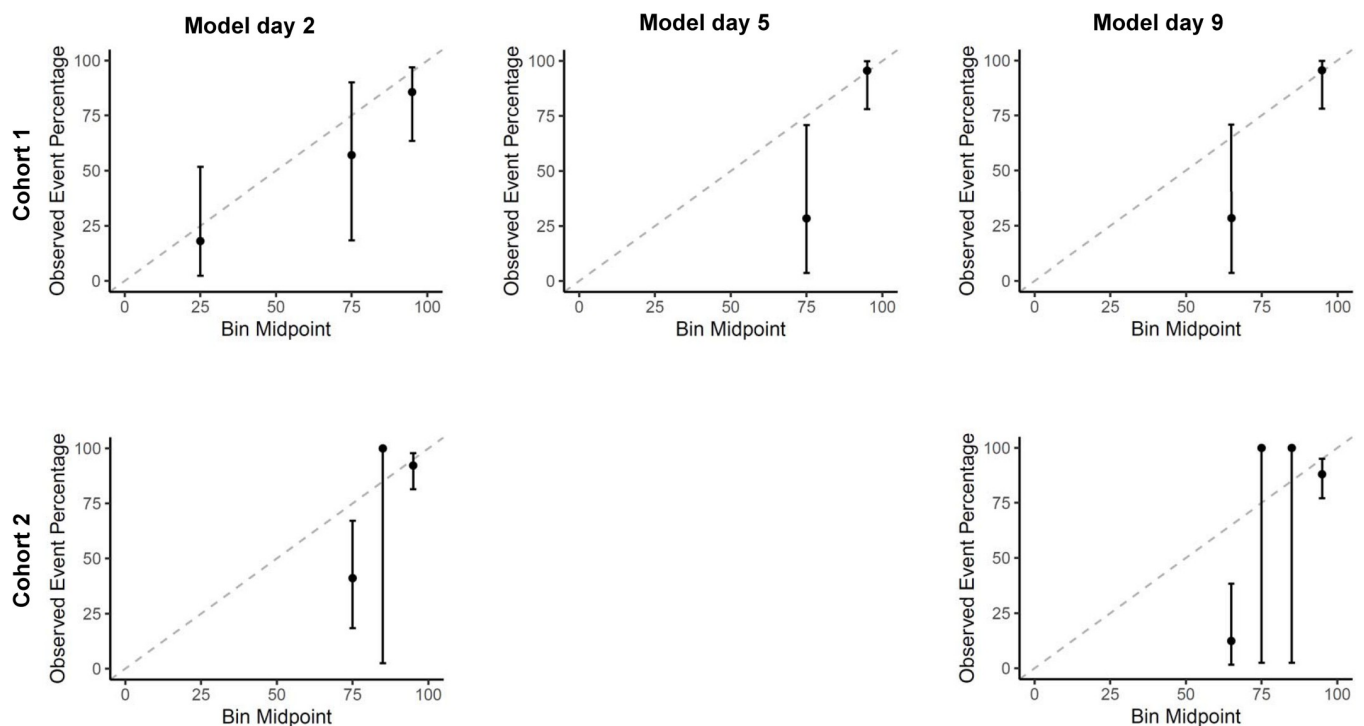 Model day 2
Model day 5
Model day 9
Cohort 1
Observed Event Percentage
100
75
50
25
0
0 25 50 75 100
Bin Midpoint
Observed Event Percentage
100
75
50
25
0
0 25 50 75 100
Bin Midpoint
Observed Event Percentage
100
75
50
25
0
0 25 50 75 100
Bin Midpoint
Cohort 2
Observed Event Percentage
100
75
50
25
0
0 25 50 75 100
Bin Midpoint
Observed Event Percentage
100
75
50
25
0
0 25 50 75 100
Bin Midpoint